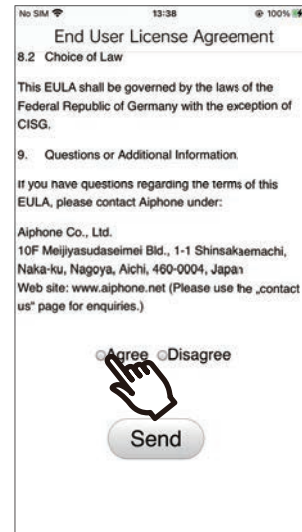 No SIM 13:38 100%
End User License Agreement
8.2 Choice of Law
This EULA shall be governed by the laws of the
Federal Republic of Germany with the exception of
CISG.
9. Questions or Additional Information.
If you have questions regarding the terms of this
EULA, please contact Aiphone under:
Aiphone Co., Ltd.
10F Meijiyasudaseimei Bld., 1-1 Shinsakaemachi,
Naka-ku, Nagoya, Aichi, 460-0004, Japan
Web site: www.aiphone.net (Please use the „contact
us" page for enquiries.)
Agree Disagree
Send